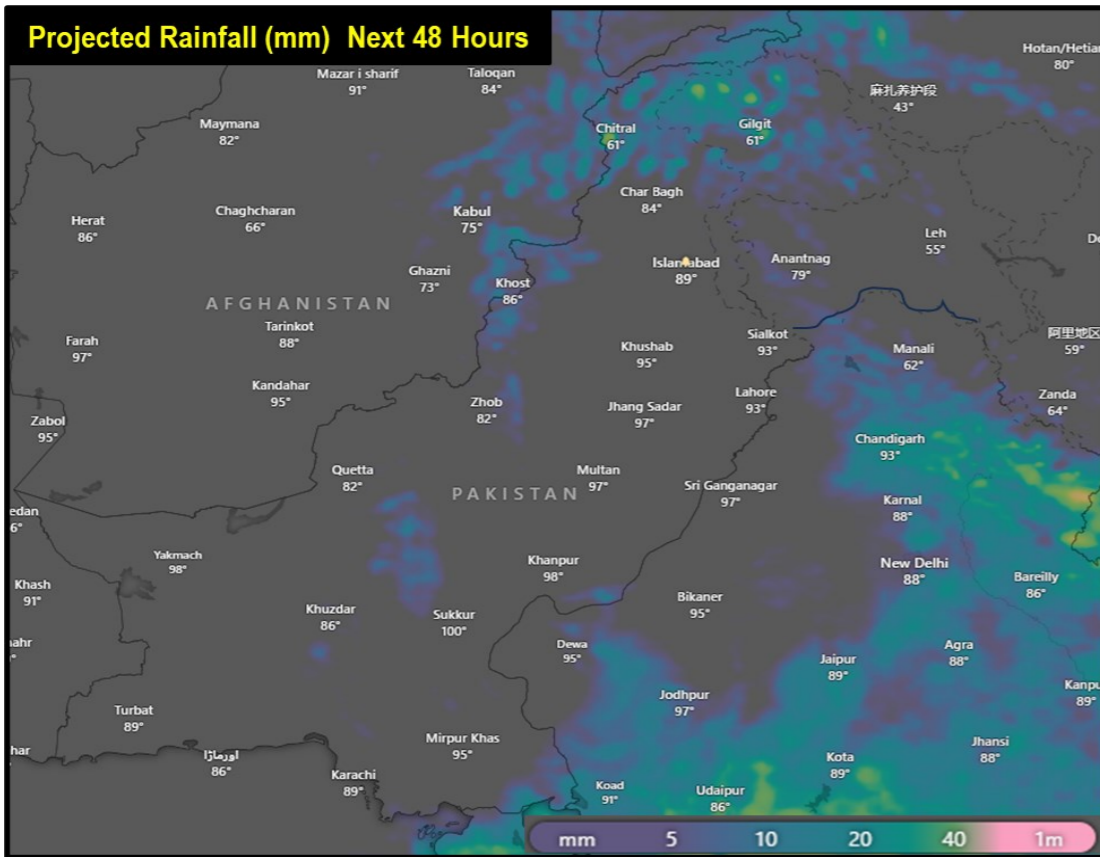 Projected Rainfall (mm) Next 48 Hours
Hotan/Hetian
80°
Mazar i sharif
91°
Taloqan
84°
麻扎养护段
43°
Maymana
82°
Chitral
61°
Gilgit
61°
Char Bagh
84°
Herat
86°
Chaghcharan
66°
Kabul
75°
Leh
55°
Ghazni
73°
Khost
86°
Islamabad
89°
Anantnag
79°
AFGHANISTAN
Tarinkot
88°
Farah
97°
Khushab
95°
Sialkot
93°
Manali
62°
阿里地区
59°
Kandahar
95°
Zhob
82°
Jhang Sadar
97°
Lahore
93°
Zanda
64°
Zabol
95°
Chandigarh
93°
Quetta
82°
Multan
97°
PAKISTAN
Sri Ganganagar
97°
Karnal
88°
edan
6°
Yakmach
98°
Khanpur
98°
New Delhi
88°
Khash
91°
Bareilly
86°
Khuzdar
86°
Sukkur
100°
Bikaner
95°
Dewa
95°
Agra
88°
Jaipur
89°
Jodhpur
97°
Kanpu
89°
Turbat
89°
Mirpur Khas
95°
Jhansi
88°
اورماڑا
86°
Karachi
89°
Koad
91°
Udaipur
86°
Kota
89°
mm 5 10 20 40 1m